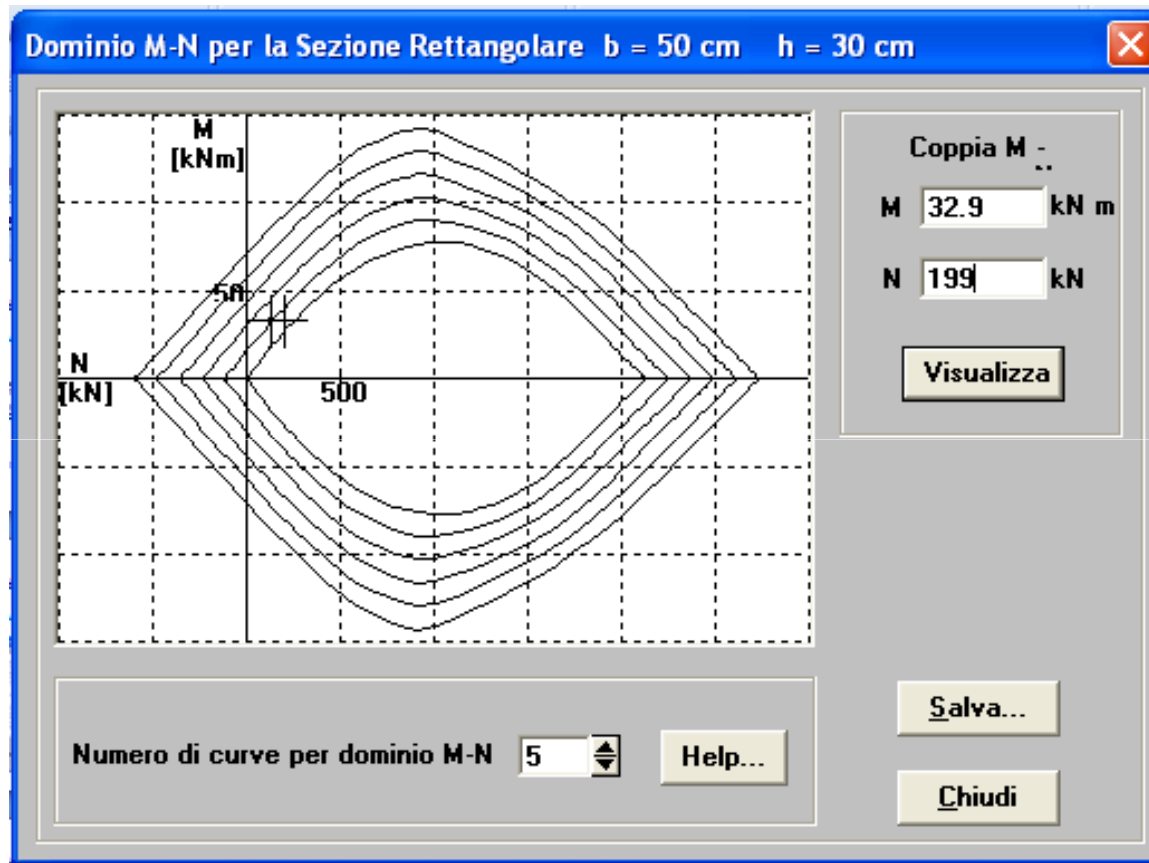 Dominio M-N per la Sezione Rettangolare b = 50 cm h = 30 cm
M
[kNm]
50
N
[kN]
500
Coppia M -
M 32.9 kN m
N 199 kN
Visualizza
Numero di curve per dominio M-N 5 Help...
Salva...
Chiudi